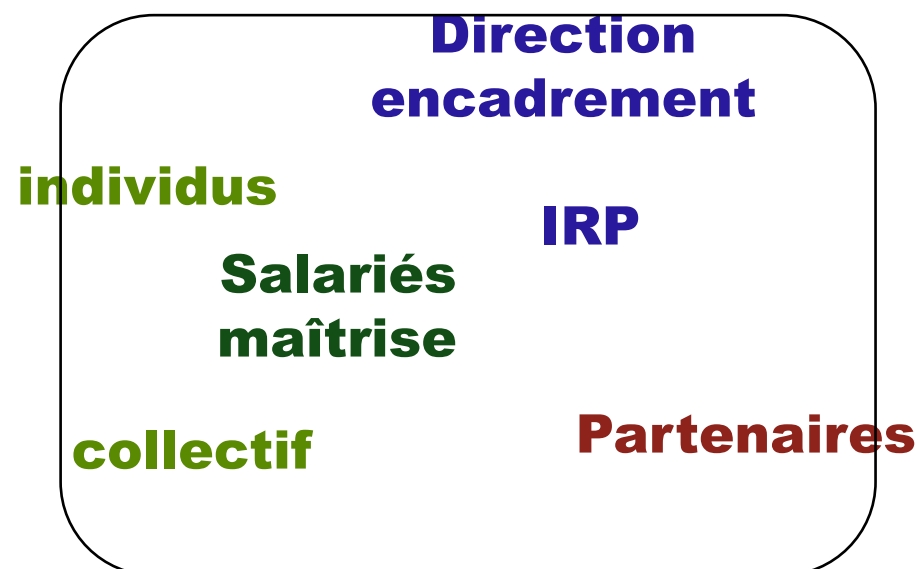 Direction
encadrement
individus
IRP
Salariés
maîtrise
Partenaires
collectif